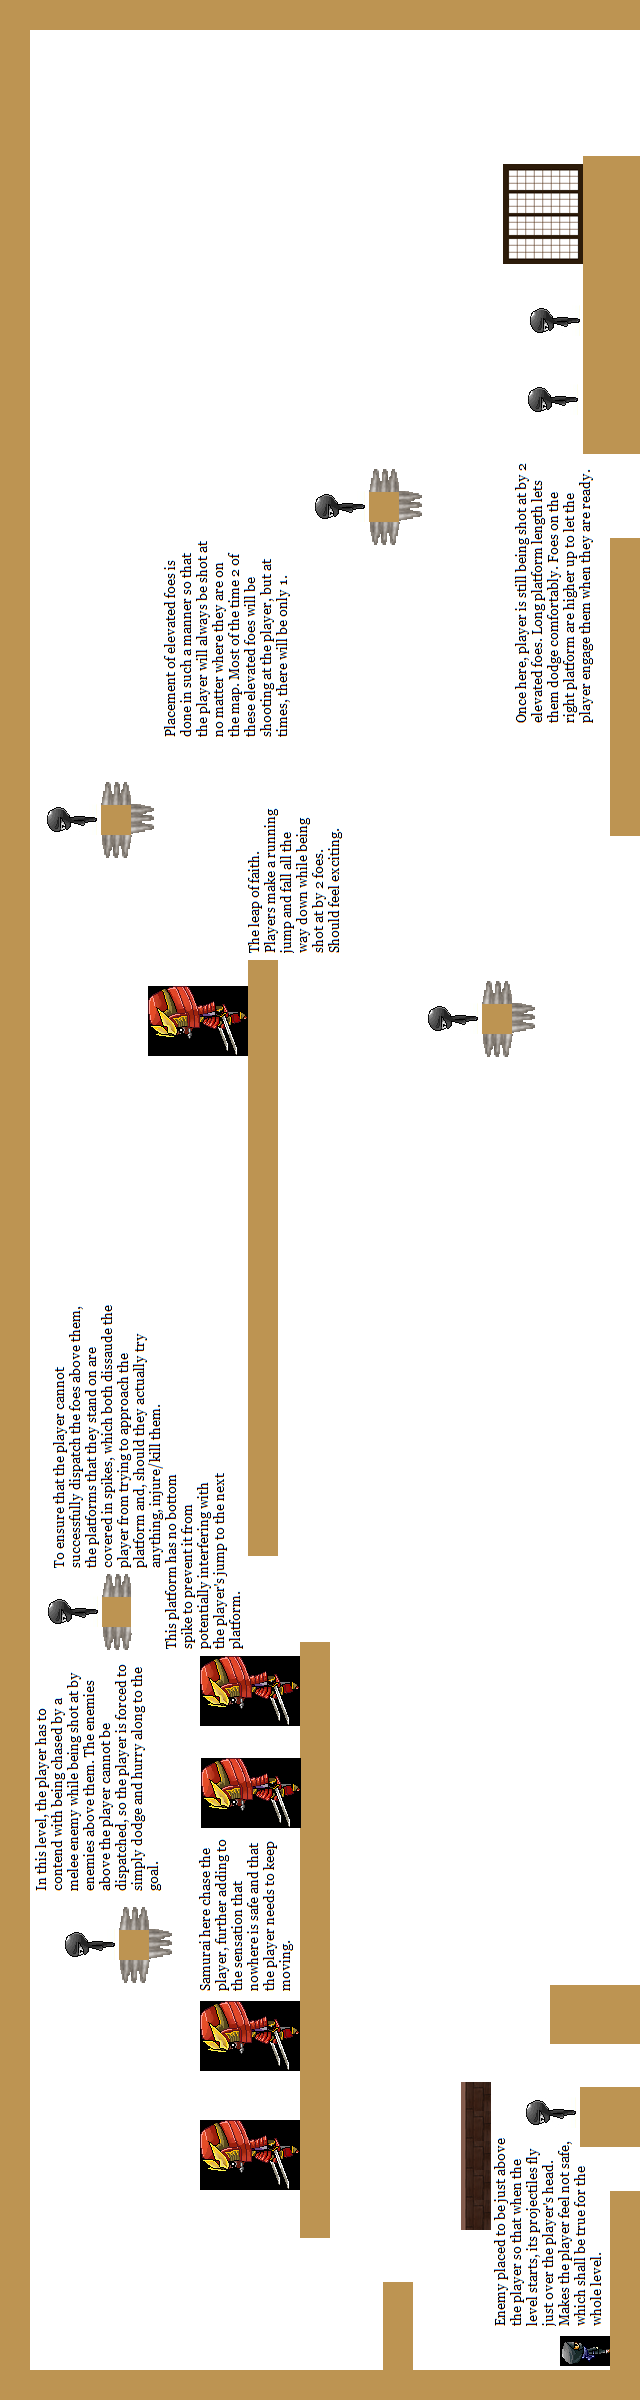 Enemy placed to be just above
the player so that when the
level starts, its projectiles fly
just over the player's head.
Makes the player feel not safe,
which shall be true for the
whole level.
In this level, the player has to
contend with being chased by a
melee enemy while being shot at by
enemies above them. The enemies
above the player cannot be
dispatched, so the player is forced to
simply dodge and hurry along to the
goal.
Samurai here chase the
player, further adding to
the sensation that
nowhere is safe and that
the player needs to keep
moving.
To ensure that the player cannot
successfully dispatch the foes above them,
the platforms that they stand on are
covered in spikes, which both dissaude the
player from trying to approach the
platform and, should they actually try
anything, injure/kill them.
This platform has no bottom
spike to prevent it from
potentially interfering with
the player's jump to the next
platform.
The leap of faith.
Players make a running
jump and fall all the
way down while being
shot at by 2 foes.
Should feel exciting.
Placement of elevated foes is
done in such a manner so that
the player will always be shot at
no matter where they are on
the map. Most of the time 2 of
these elevated foes will be
shooting at the player, but at
times, there will be only 1.
Once here, player is still being shot at by 2
elevated foes. Long platform length lets
them dodge comfortably. Foes on the
right platform are higher up to let the
player engage them when they are ready.